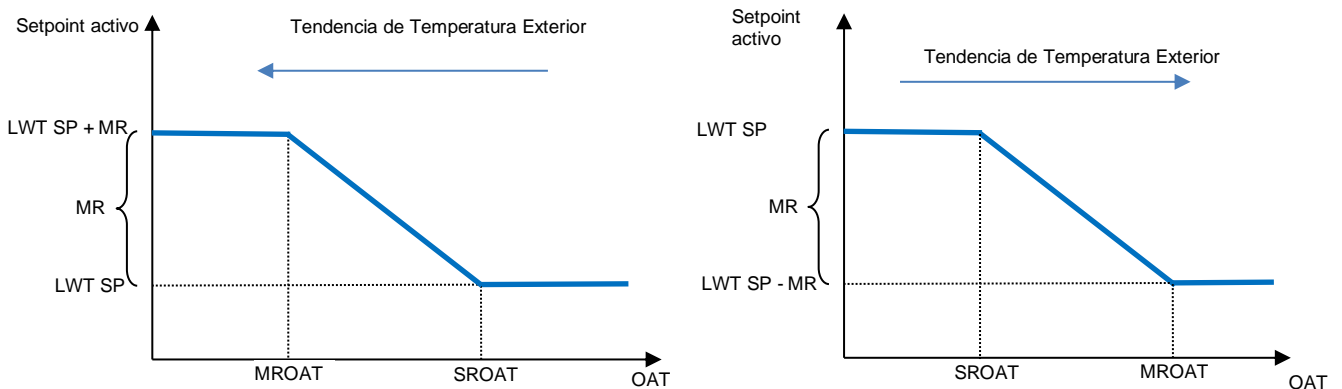 Setpoint activo
Tendencia de Temperatura Exterior
LWT SP + MR
MR
LWT SP
MROAT
SROAT
OAT
Setpoint
activo
Tendencia de Temperatura Exterior
LWT SP
MR
LWT SP - MR
SROAT
MROAT
OAT